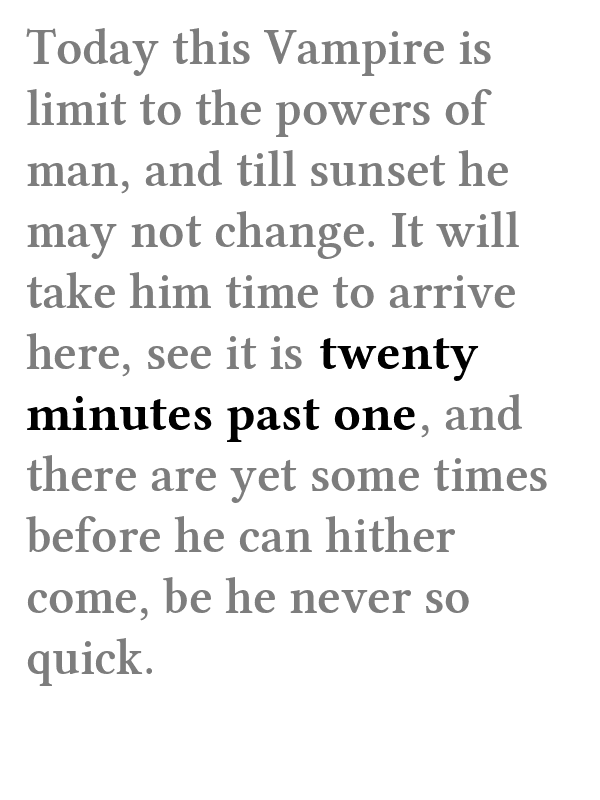 Today this Vampire is
limit to the powers of
man, and till sunset he
may not change. It will
take him time to arrive
here, see it is twenty
minutes past one, and
there are yet some times
before he can hither
come, be he never so
quick.